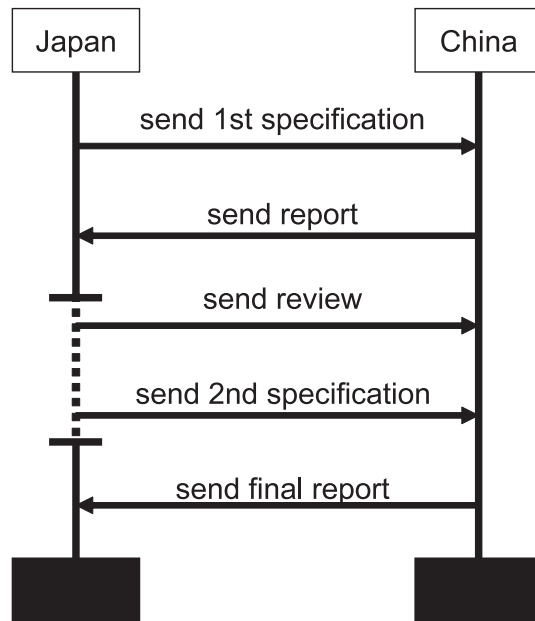 Japan
China
send 1st specification
send report
send review
send 2nd specification
send final report